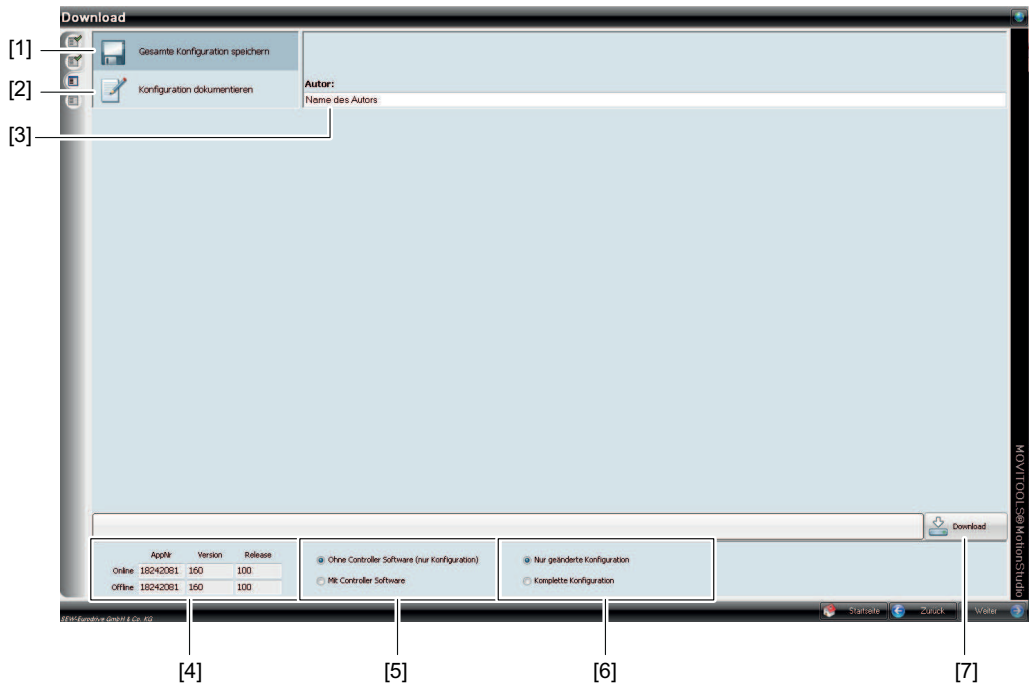 Download
[1]
Gesamte Konfiguration speichern
[2]
Konfiguration dokumentieren
Autor:
Name des Autors
[3]
MOVITOOLS®MotionStudio
Download
AppNr Version Release
Online 18242081 160 100
Offline 18242081 160 100
Ohne Controller Software (nur Konfiguration)
Mit Controller Software
Nur geänderte Konfiguration
Komplette Konfiguration
Startseite
Zurück
Weiter
SEW-Eurodrive GmbH & Co. KG
[4]
[5]
[6]
[7]